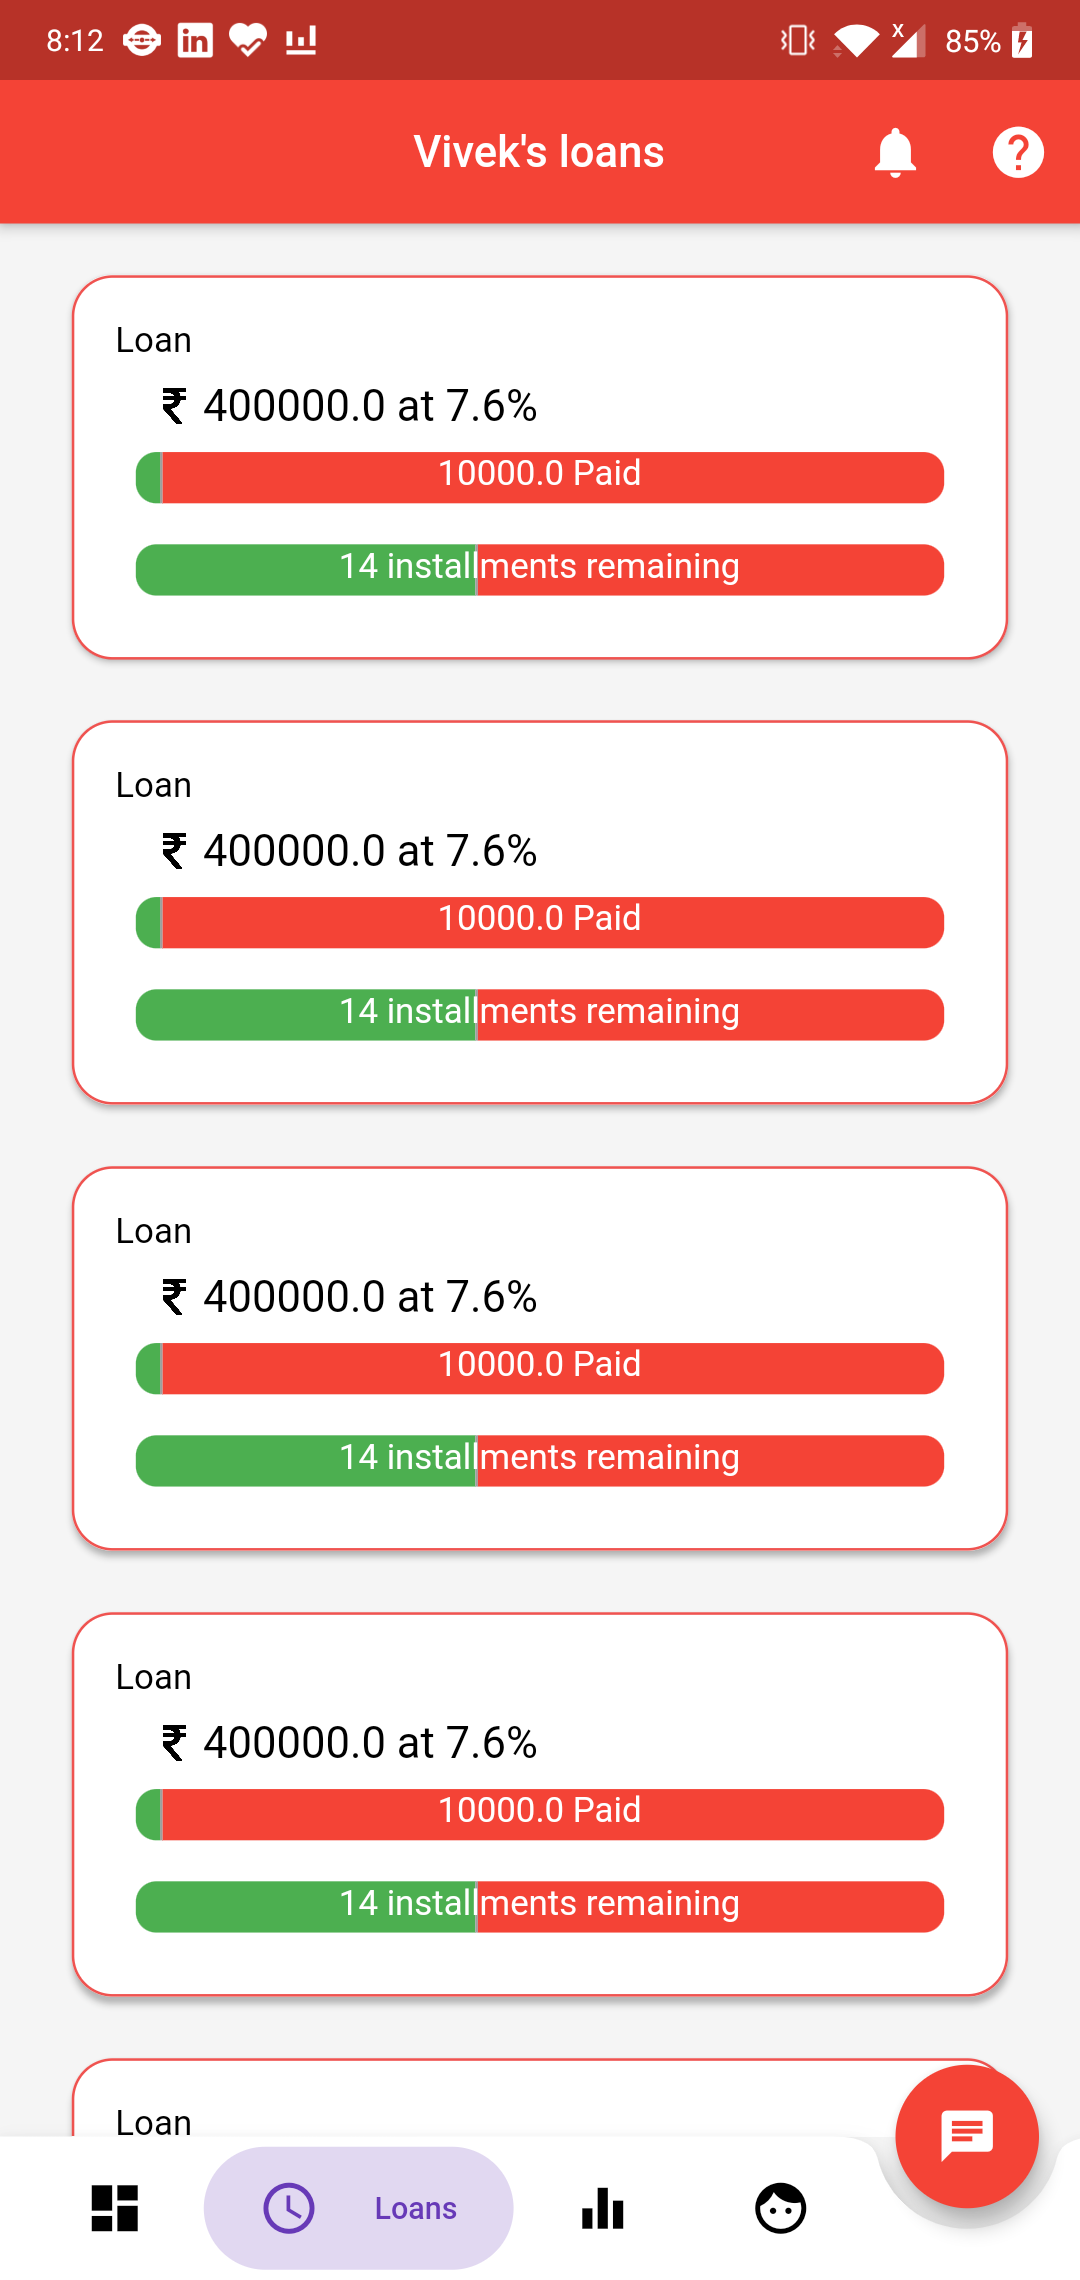 8:12
in
X
85%
Vivek's loans
?
Loan
₹ 400000.0 at 7.6%
10000.0 Paid
14 installments remaining
Loan
₹ 400000.0 at 7.6%
10000.0 Paid
14 installments remaining
Loan
₹ 400000.0 at 7.6%
10000.0 Paid
14 installments remaining
Loan
₹ 400000.0 at 7.6%
10000.0 Paid
14 installments remaining
Loan
Loans